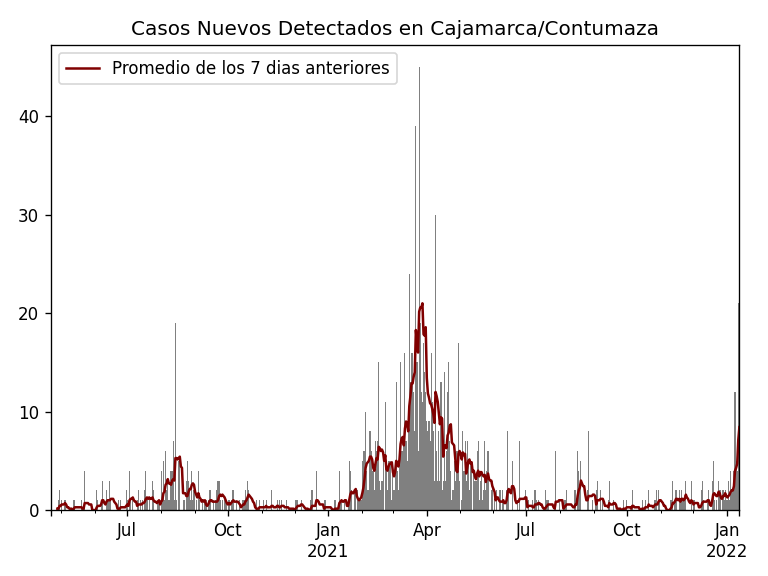 Casos Nuevos Detectados en Cajamarca/Contumaza
Promedio de los 7 dias anteriores
40
30
20
10
0
Jul
Oct
Jan
2021
Apr
Jul
Oct
Jan
2022